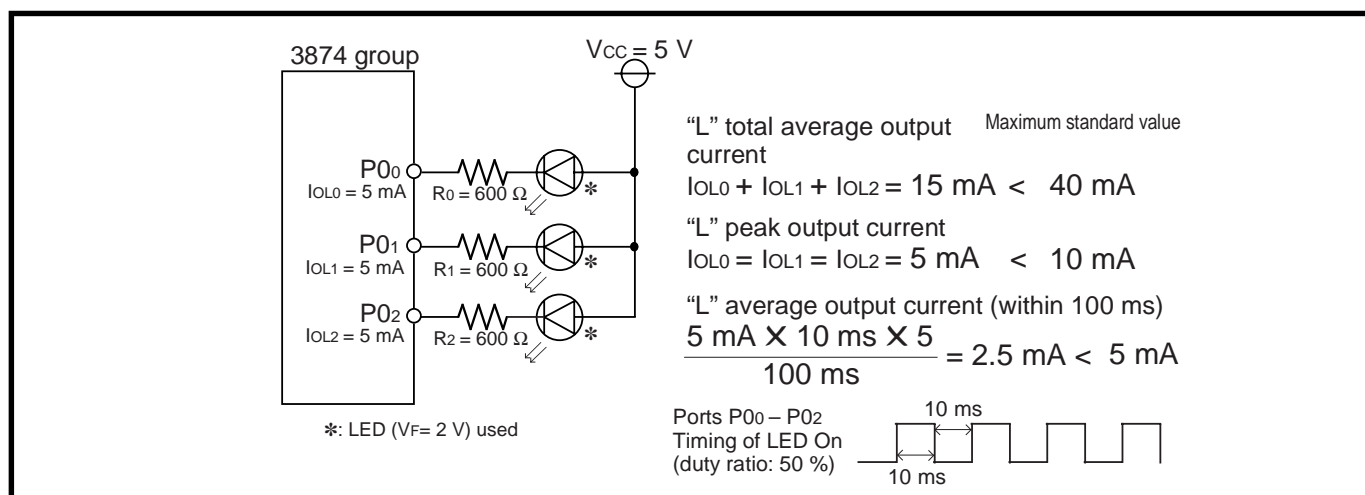 3874 group
VCC = 5 V
P00
IOL0 = 5 mA
R0 = 600 Ω
*
P01
IOL1 = 5 mA
R1 = 600 Ω
*
P02
IOL2 = 5 mA
R2 = 600 Ω
*
*: LED (VF= 2 V) used
“L” total average output current
Maximum standard value
IOL0 + IOL1 + IOL2 = 15 mA < 40 mA
“L” peak output current
IOL0 = IOL1 = IOL2 = 5 mA < 10 mA
“L” average output current (within 100 ms)
5 mA X 10 ms X 5
100 ms
= 2.5 mA < 5 mA
Ports P00 – P02
Timing of LED On
(duty ratio: 50 %)
10 ms
10 ms